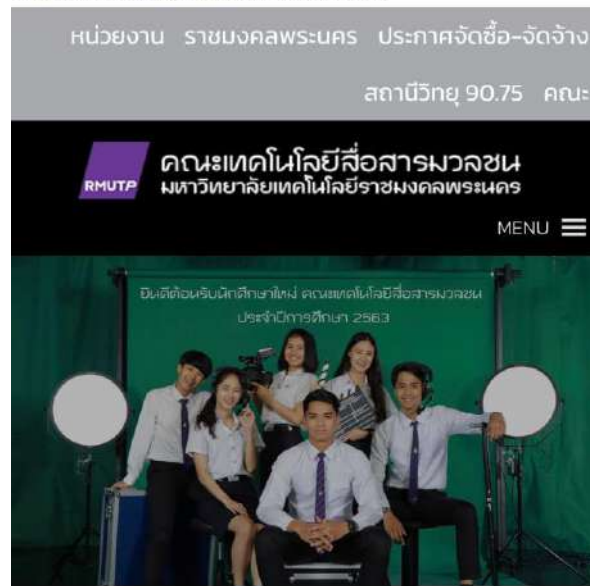 หน่วยงาน ราชมงคลพระนคร ประกาศจัดซื้อ-จัดจ้าง
สถานีวิทยุ 90.75 คณะ
RMUTP
คณะเทคโนโลยีสื่อสารมวลชน
มหาวิทยาลัยเทคโนโลยีราชมงคลพระนคร
MENU
ยินดีต้อนรับนักศึกษาใหม่ คณะเทคโนโลยีสื่อสารมวลชน
ประจำปีการศึกษา 2563